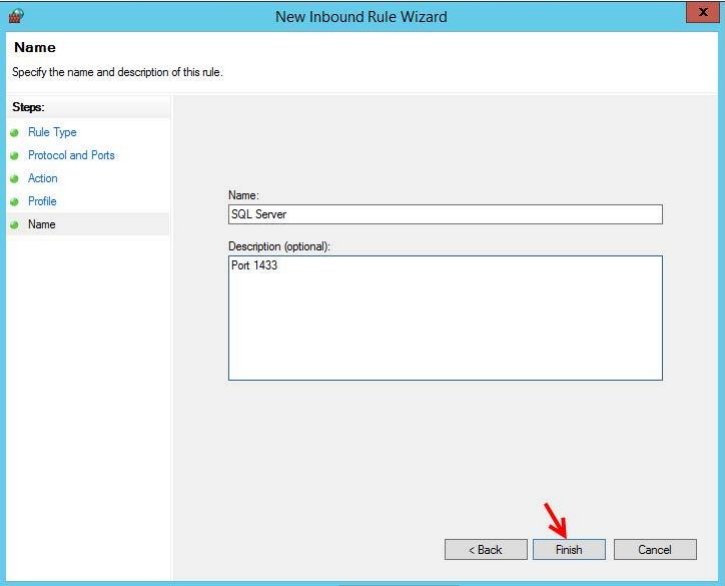 New Inbound Rule Wizard
x
Name
Specify the name and description of this rule.
Steps:
Rule Type
Protocol and Ports
Action
Profile
Name
Name:
SQL Server
Description (optional):
Port 1433
< Back
Finish
Cancel